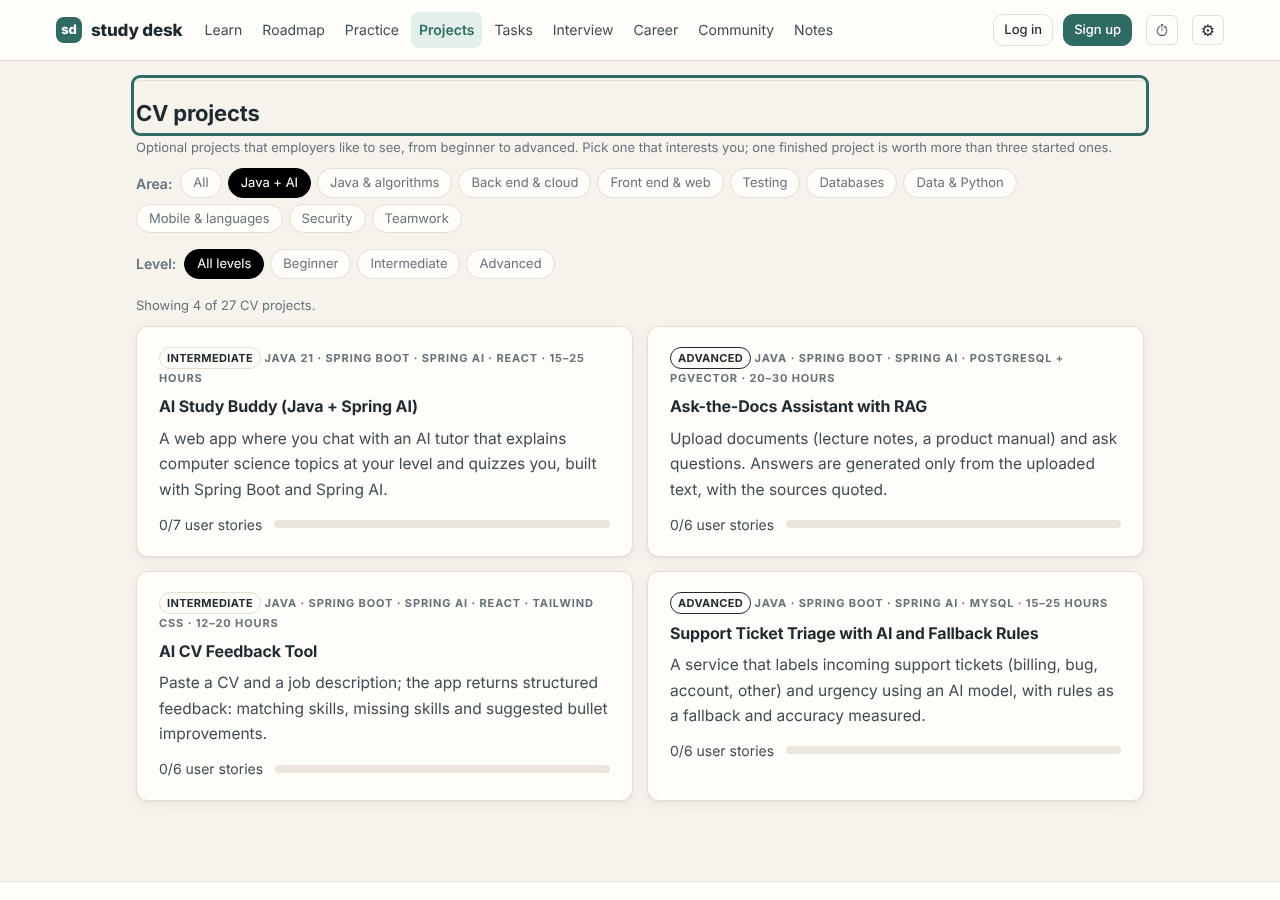 sd study desk Learn Roadmap Practice Projects Tasks Interview Career Community Notes Log in Sign up
CV projects
Optional projects that employers like to see, from beginner to advanced. Pick one that interests you; one finished project is worth more than three started ones.
Area: All Java + AI Java & algorithms Back end & cloud Front end & web Testing Databases Data & Python
Mobile & languages Security Teamwork
Level: All levels Beginner Intermediate Advanced
Showing 4 of 27 CV projects.
INTERMEDIATE JAVA 21 · SPRING BOOT · SPRING AI · REACT · 15–25
HOURS
AI Study Buddy (Java + Spring AI)
A web app where you chat with an AI tutor that explains
computer science topics at your level and quizzes you, built
with Spring Boot and Spring AI.
0/7 user stories
ADVANCED JAVA · SPRING BOOT · SPRING AI · POSTGRESQL +
PGVECTOR · 20–30 HOURS
Ask-the-Docs Assistant with RAG
Upload documents (lecture notes, a product manual) and ask
questions. Answers are generated only from the uploaded
text, with the sources quoted.
0/6 user stories
INTERMEDIATE JAVA · SPRING BOOT · SPRING AI · REACT · TAILWIND
CSS · 12–20 HOURS
AI CV Feedback Tool
Paste a CV and a job description; the app returns structured
feedback: matching skills, missing skills and suggested bullet
improvements.
0/6 user stories
ADVANCED JAVA · SPRING BOOT · SPRING AI · MYSQL · 15–25 HOURS
Support Ticket Triage with AI and Fallback Rules
A service that labels incoming support tickets (billing, bug,
account, other) and urgency using an AI model, with rules as
a fallback and accuracy measured.
0/6 user stories